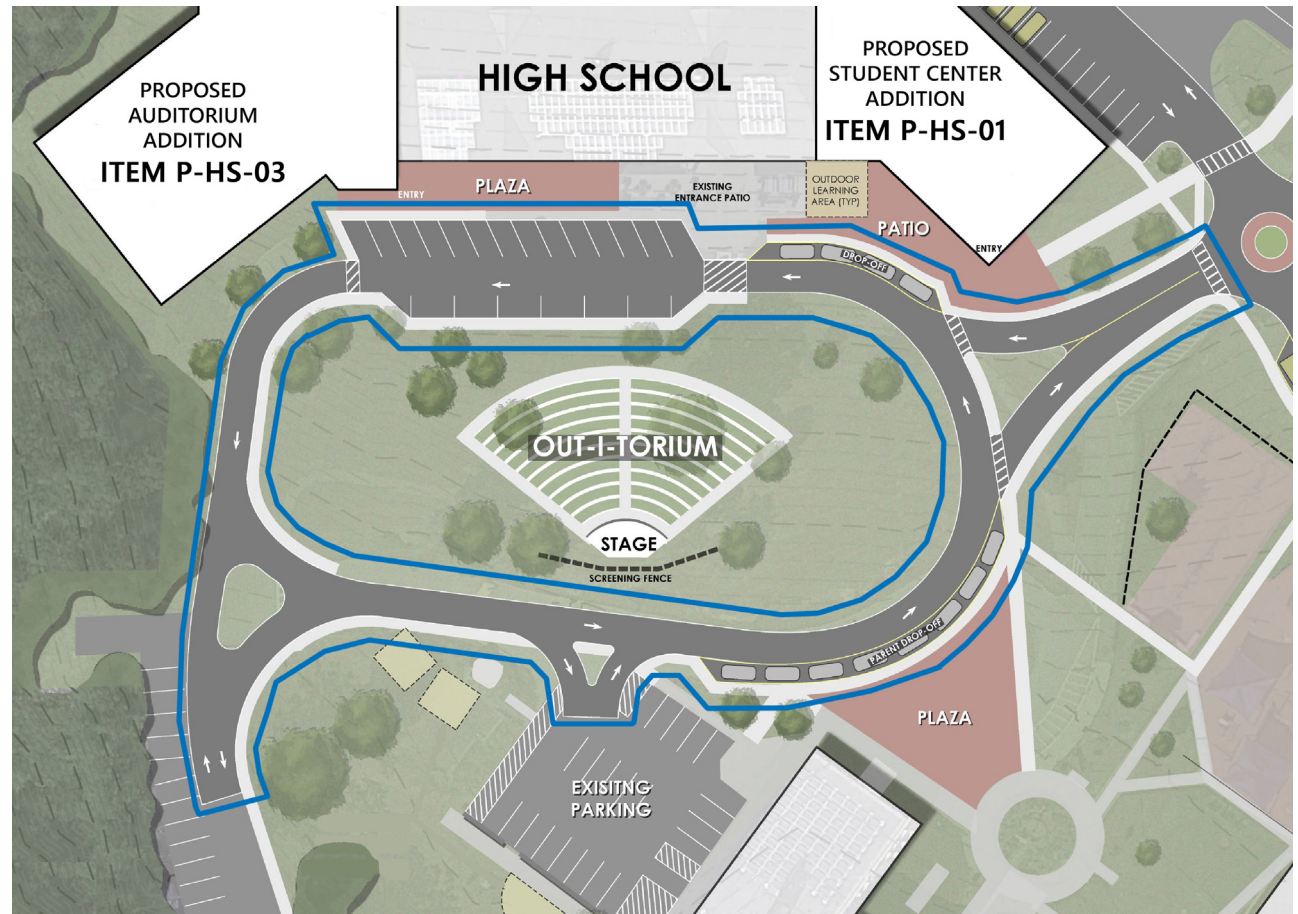 HIGH SCHOOL
PROPOSED
AUDITORIUM
ADDITION
ITEM P-HS-03
PROPOSED
STUDENT CENTER
ADDITION
ITEM P-HS-01
ENTRY
PLAZA
EXISTING
ENTRANCE PATIO
OUTDOOR
LEARNING
AREA (TYP)
PATIO
ENTRY
DROP-OFF
OUT-I-TORIUM
STAGE
SCREENING FENCE
PARENT DROP-OFF
PLAZA
EXISITNG
PARKING